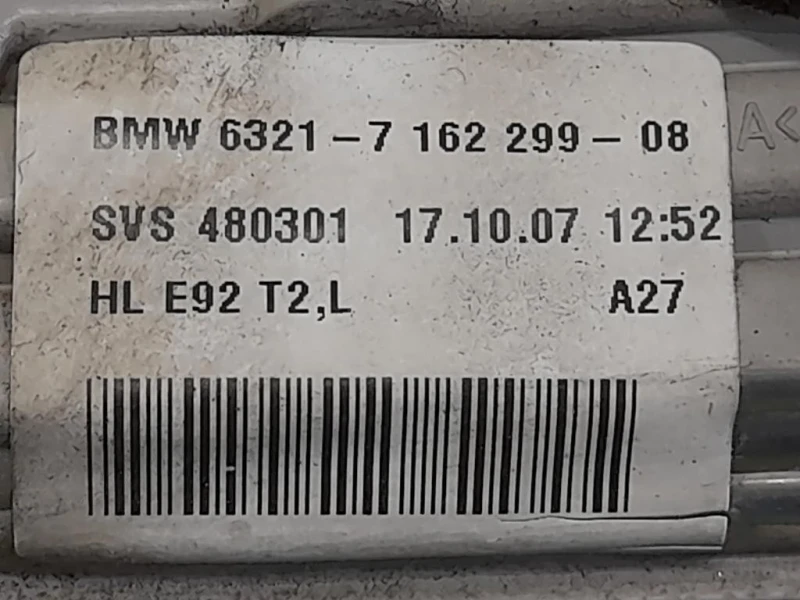 BMW 6321-7 162 299-08
SVS 480301 17.10.07 12:52
HL E92 T2,L A27
A<